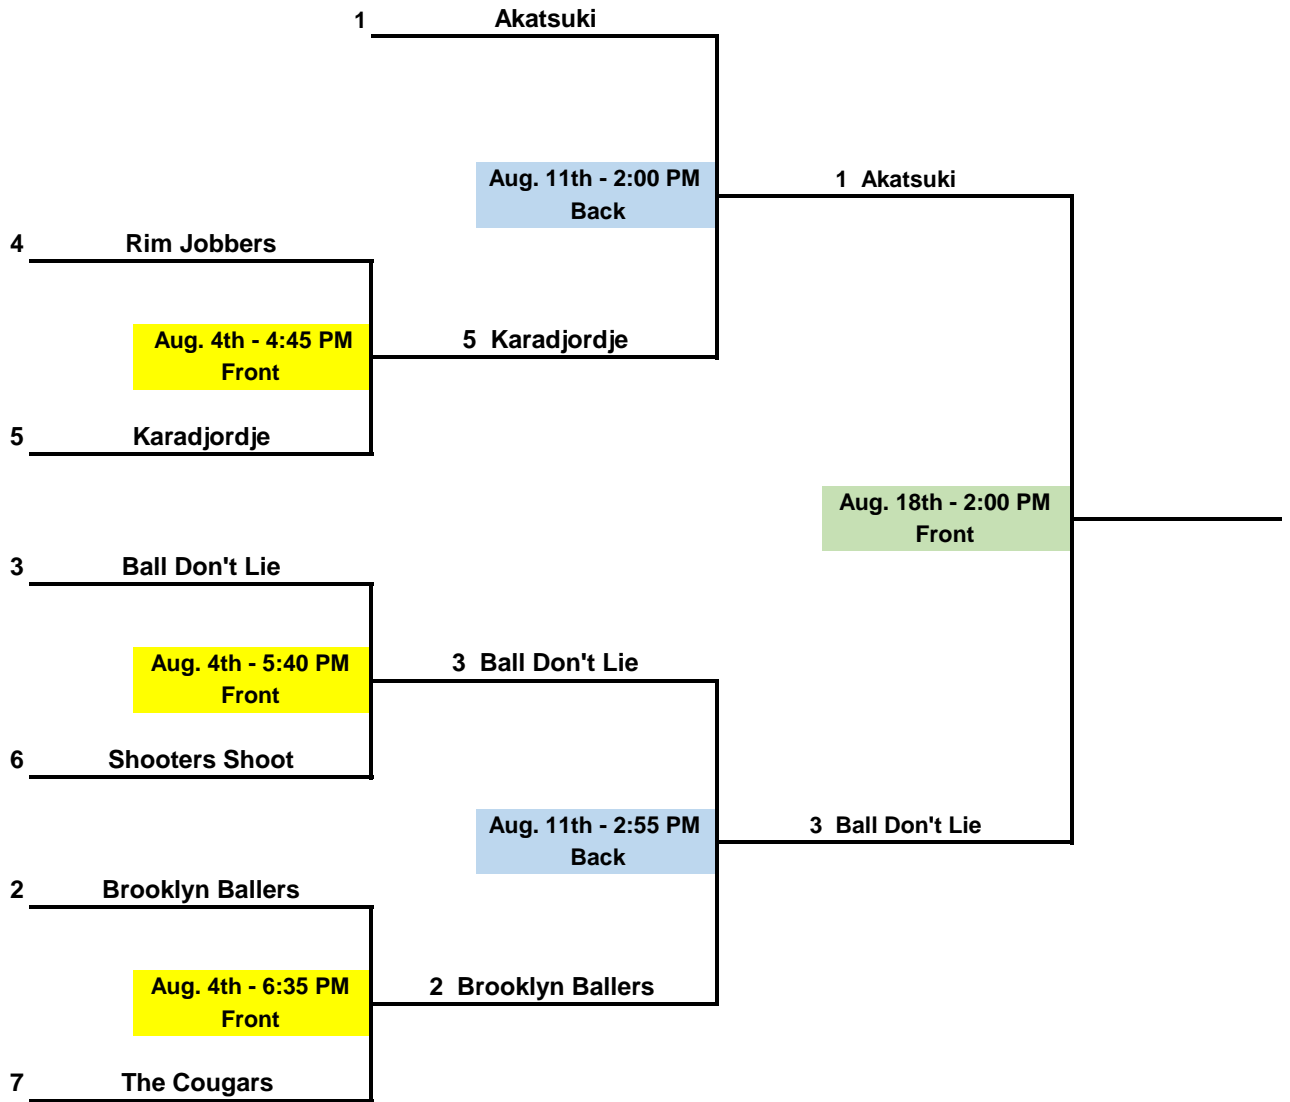 1 Akatsuki
Aug. 11th - 2:00 PM
Back
1 Akatsuki
4 Rim Jobbers
Aug. 4th - 4:45 PM
Front
5 Karadjordje
5 Karadjordje
Aug. 18th - 2:00 PM
Front
3 Ball Don't Lie
Aug. 4th - 5:40 PM
Front
3 Ball Don't Lie
6 Shooters Shoot
Aug. 11th - 2:55 PM
Back
3 Ball Don't Lie
2 Brooklyn Ballers
Aug. 4th - 6:35 PM
Front
2 Brooklyn Ballers
7 The Cougars